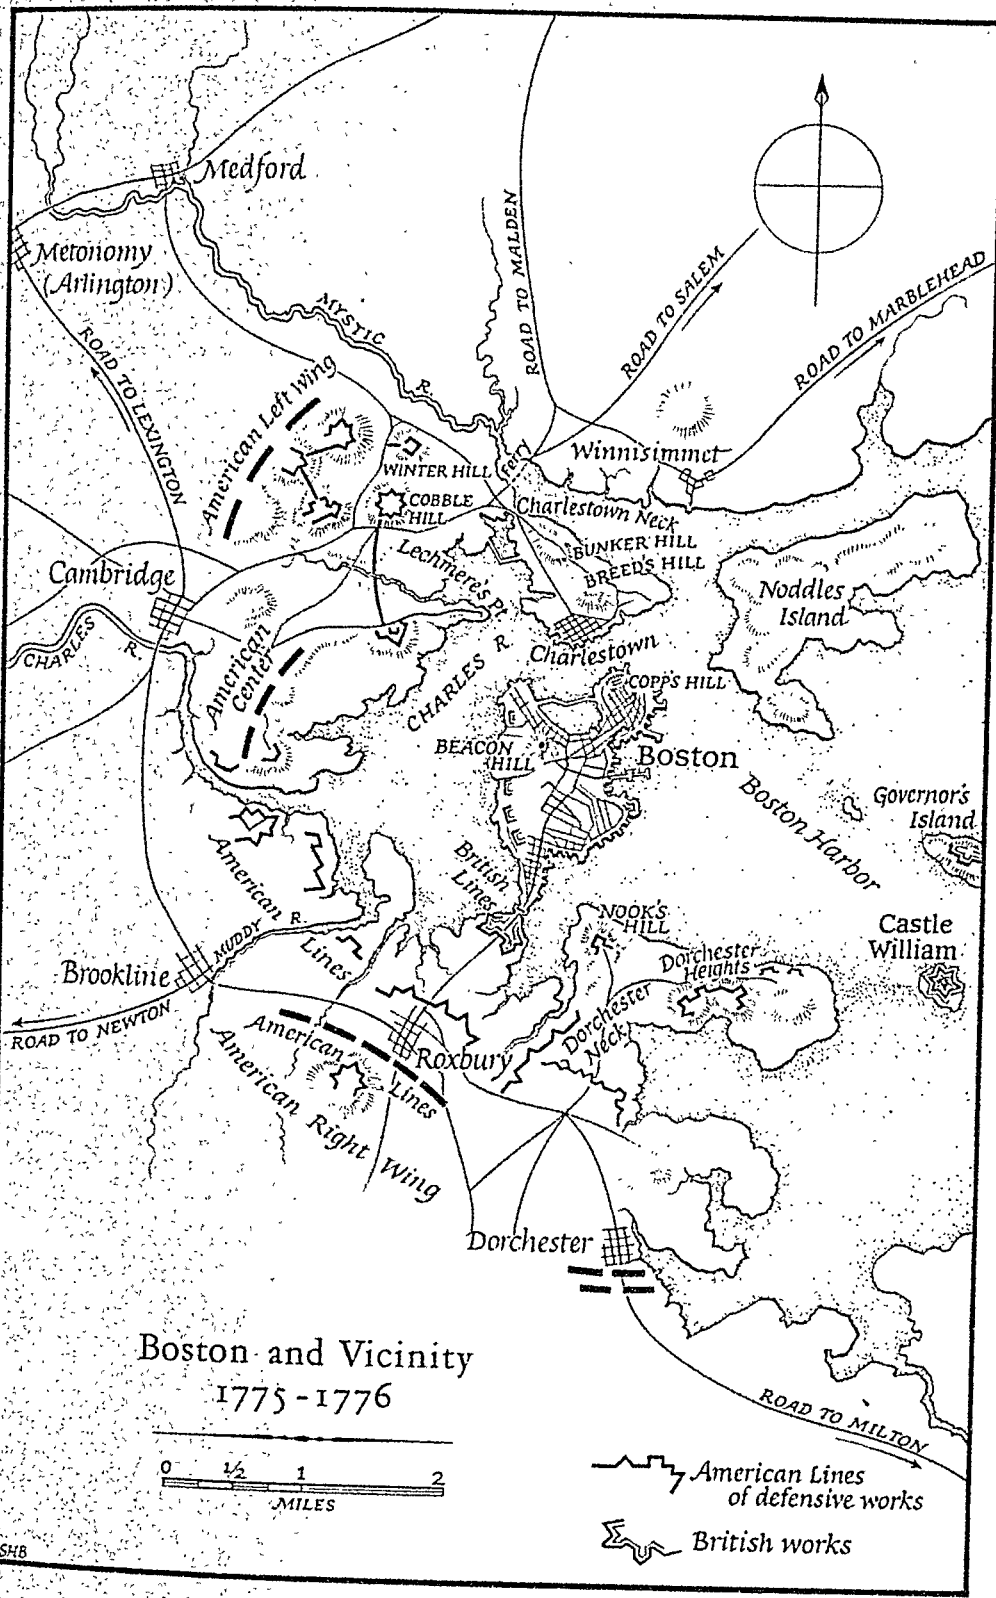 Medford
Metonomy
(Arlington)
MYSTIC
R.
ROAD TO MALDEN
ROAD TO SALEM
ROAD TO MARBLEHEAD
ROAD TO LEXINGTON
American Left Wing
WINTER HILL
COBBLE
HILL
Ferry
Winnisimmet
Charlestown Neck
BUNKER HILL
BREED'S HILL
Lechmere's Pt
Noddles
Island
Cambridge
CHARLES
R.
American
Center
CHARLES R.
Charlestown
COPP'S HILL
BEACON
HILL
Boston
Boston Harbor
Governor's
Island
British
Lines
American
Lines
MUDDY R.
NOOK'S
HILL
Dorchester
Heights
Castle
William
Brookline
ROAD TO NEWTON
Dorchester
Neck
American
Lines
Roxbury
American Right Wing
Dorchester
Boston and Vicinity
1775-1776
0 1/2 1 2
MILES
ROAD TO MILTON
American Lines
of defensive works
British works
SHB